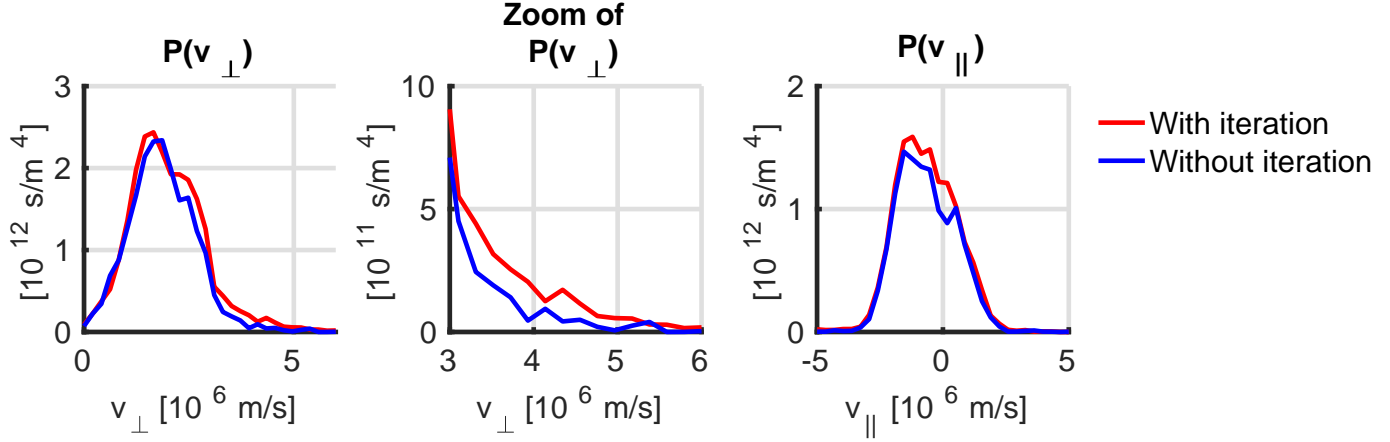 P(v ⊥)
3
2
1
0
0
5
[10 12 s/m 4]
v ⊥ [10 6 m/s]
Zoom of
P(v ⊥)
10
5
0
3
4
5
6
[10 11 s/m 4]
v ⊥ [10 6 m/s]
P(v ||)
2
1
0
-5
0
5
[10 12 s/m 4]
v || [10 6 m/s]
With iteration
Without iteration